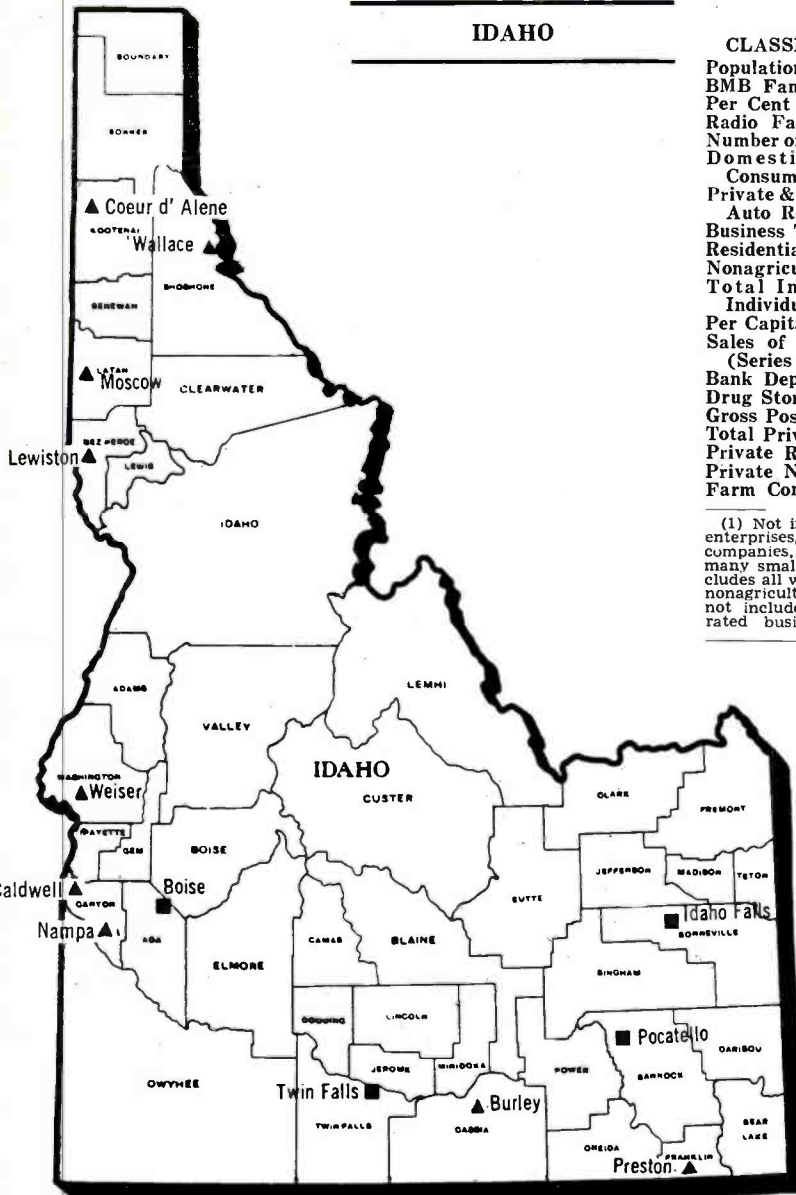 IDAHO
CLASSI
Population
BMB Fam
Per Cent
Radio Fa
Number o
Domesti
Consum
Private &
Auto R
Business T
Residentia
Nonagricu
Total In
Individu
Per Capita
Sales of
(Series
Bank Dep
Drug Stor
Gross Pos
Total Priv
Private R
Private N
Farm Con
(1) Not i
enterprises,
companies,
many smal
cludes all w
nonagricult
not include
rated busi
BOUNDARY
BONNER
Coeur d' Alene
KOOTENAI
Wallace
SHOSHONE
BENEWAH
LATAH
Moscow
CLEARWATER
NEZ PERCE
Lewiston
LEWIS
IDAHO
ADAMS
LEMHI
VALLEY
IDAHO
WASHINGTON
Weiser
CUSTER
CLARK
FREMONT
PAYETTE
GEM
BOISE
JEFFERSON
MADISON
TETON
Caldwell
Boise
CANYON
BUTTE
Idaho Falls
Nampa
ADA
CAMAS
BLAINE
BONNEVILLE
ELMORE
BINGHAM
GOODING
LINCOLN
Pocatello
CARIBOU
JEROME
MINIDOKA
POWER
BANNOCK
OWYHEE
Twin Falls
Burley
TWIN FALLS
CASSIA
BEAR
LAKE
ONEIDA
FRANKLIN
Preston